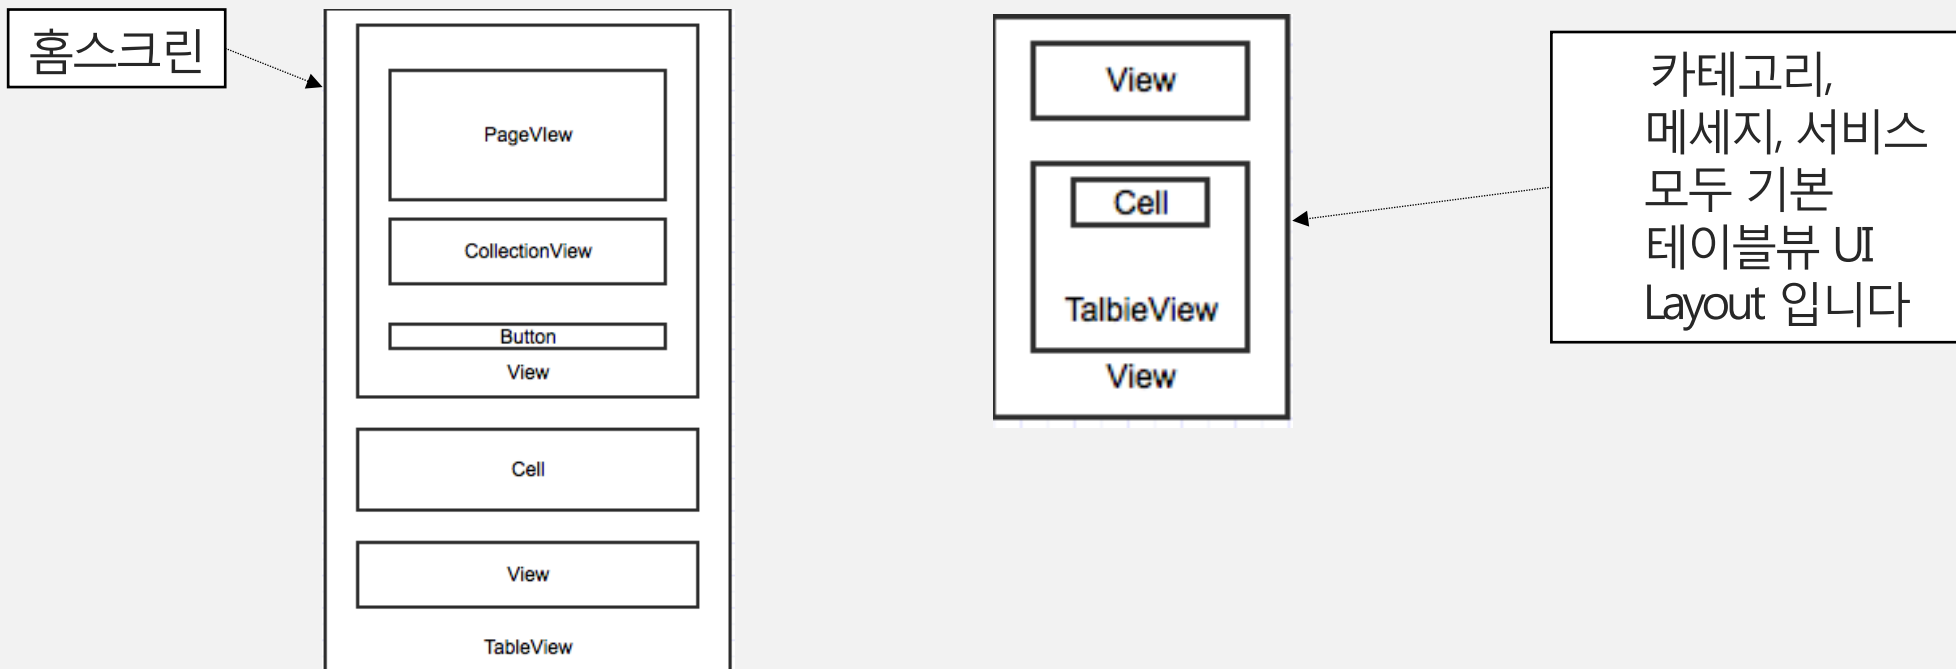 홈스크린
PageVIew
CollectionView
Button
View
Cell
View
TableView
View
Cell
TalbieView
View
카테고리,
메세지, 서비스
모두 기본
테이블뷰 UI
Layout 입니다